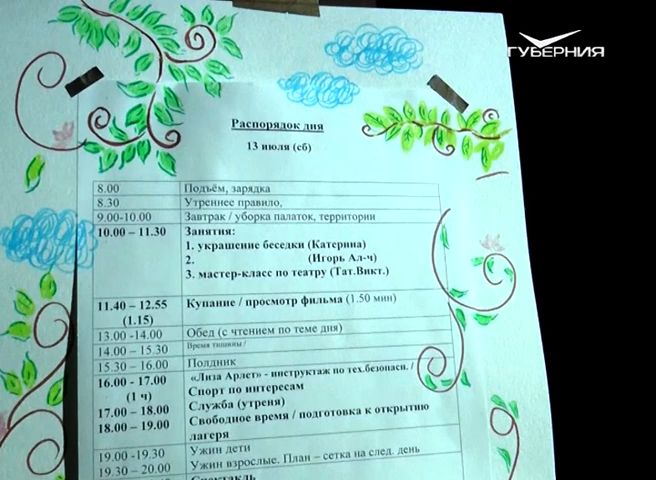 ГУБЕРНИЯ
Распорядок дня
13 июля (сб)
8.00 Подъём, зарядка
8.30 Утреннее правило,
9.00-10.00 Завтрак / уборка палаток, территории
10.00 – 11.30 Занятия:
1. украшение беседки (Катерина)
2. (Игорь Ал-ч)
3. мастер-класс по театру (Тат.Викт.)
11.40 – 12.55 Купание / просмотр фильма (1.50 мин)
(1.15)
13.00 -14.00 Обед (с чтением по теме дня)
14.00 – 15.30 Время тишины /
15.30 – 16.00 Полдник
16.00 - 17.00 «Лиза Арлет» - инструктаж по тех.безопасн. /
(1 ч) Спорт по интересам
17.00 – 18.00 Служба (утреня)
18.00 – 19.00 Свободное время / подготовка к открытию
лагеря
19.00 -19.30 Ужин дети
19.30 – 20.00 Ужин взрослые. План – сетка на след. день
Спектакль